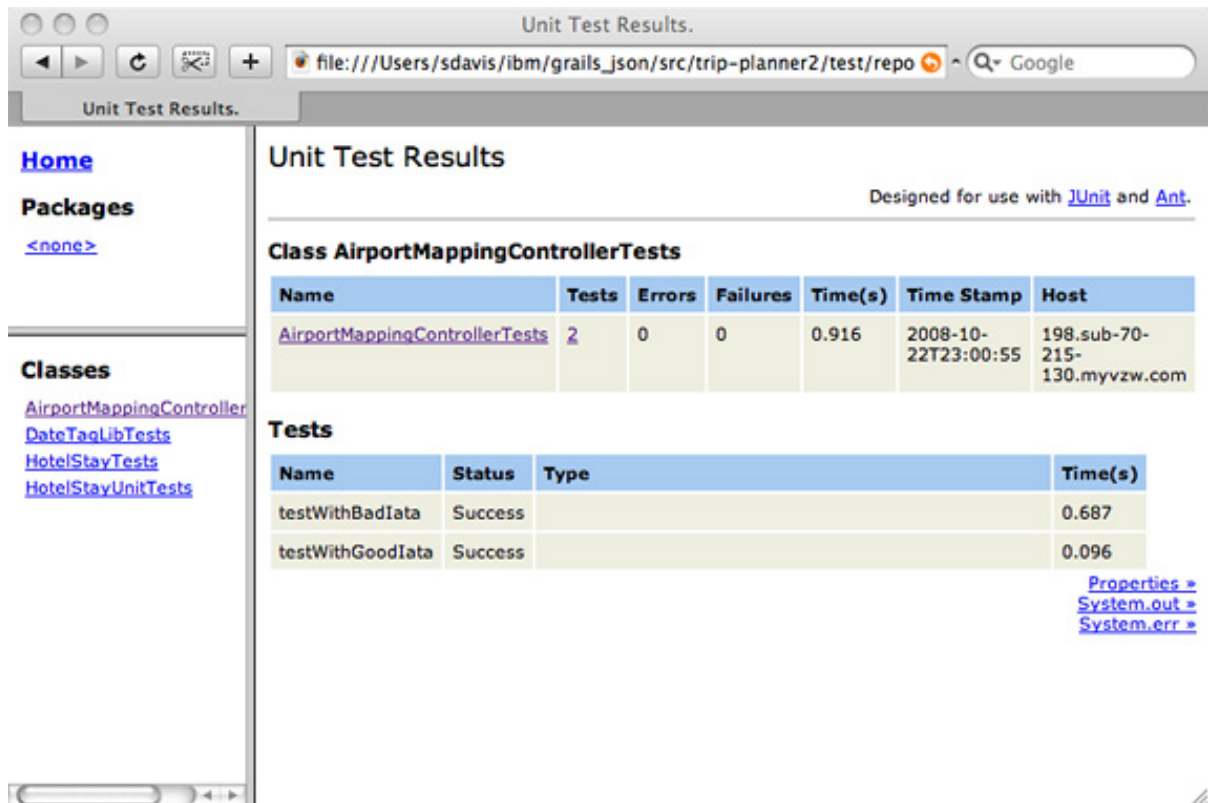 Unit Test Results.
file:///Users/sdavis/ibm/grails_json/src/trip-planner2/test/repo
Google
Unit Test Results.
Home
Packages
<none>
Classes
AirportMappingController
DateTagLibTests
HotelStayTests
HotelStayUnitTests
Unit Test Results
Designed for use with JUnit and Ant.
Class AirportMappingControllerTests
Name Tests Errors Failures Time(s) Time Stamp Host
AirportMappingControllerTests 2 0 0 0.916 2008-10- 198.sub-70-
22T23:00:55 215-
130.myvzw.com
Tests
Name Status Type Time(s)
testWithBadIata Success 0.687
testWithGoodIata Success 0.096
Properties »
System.out »
System.err »